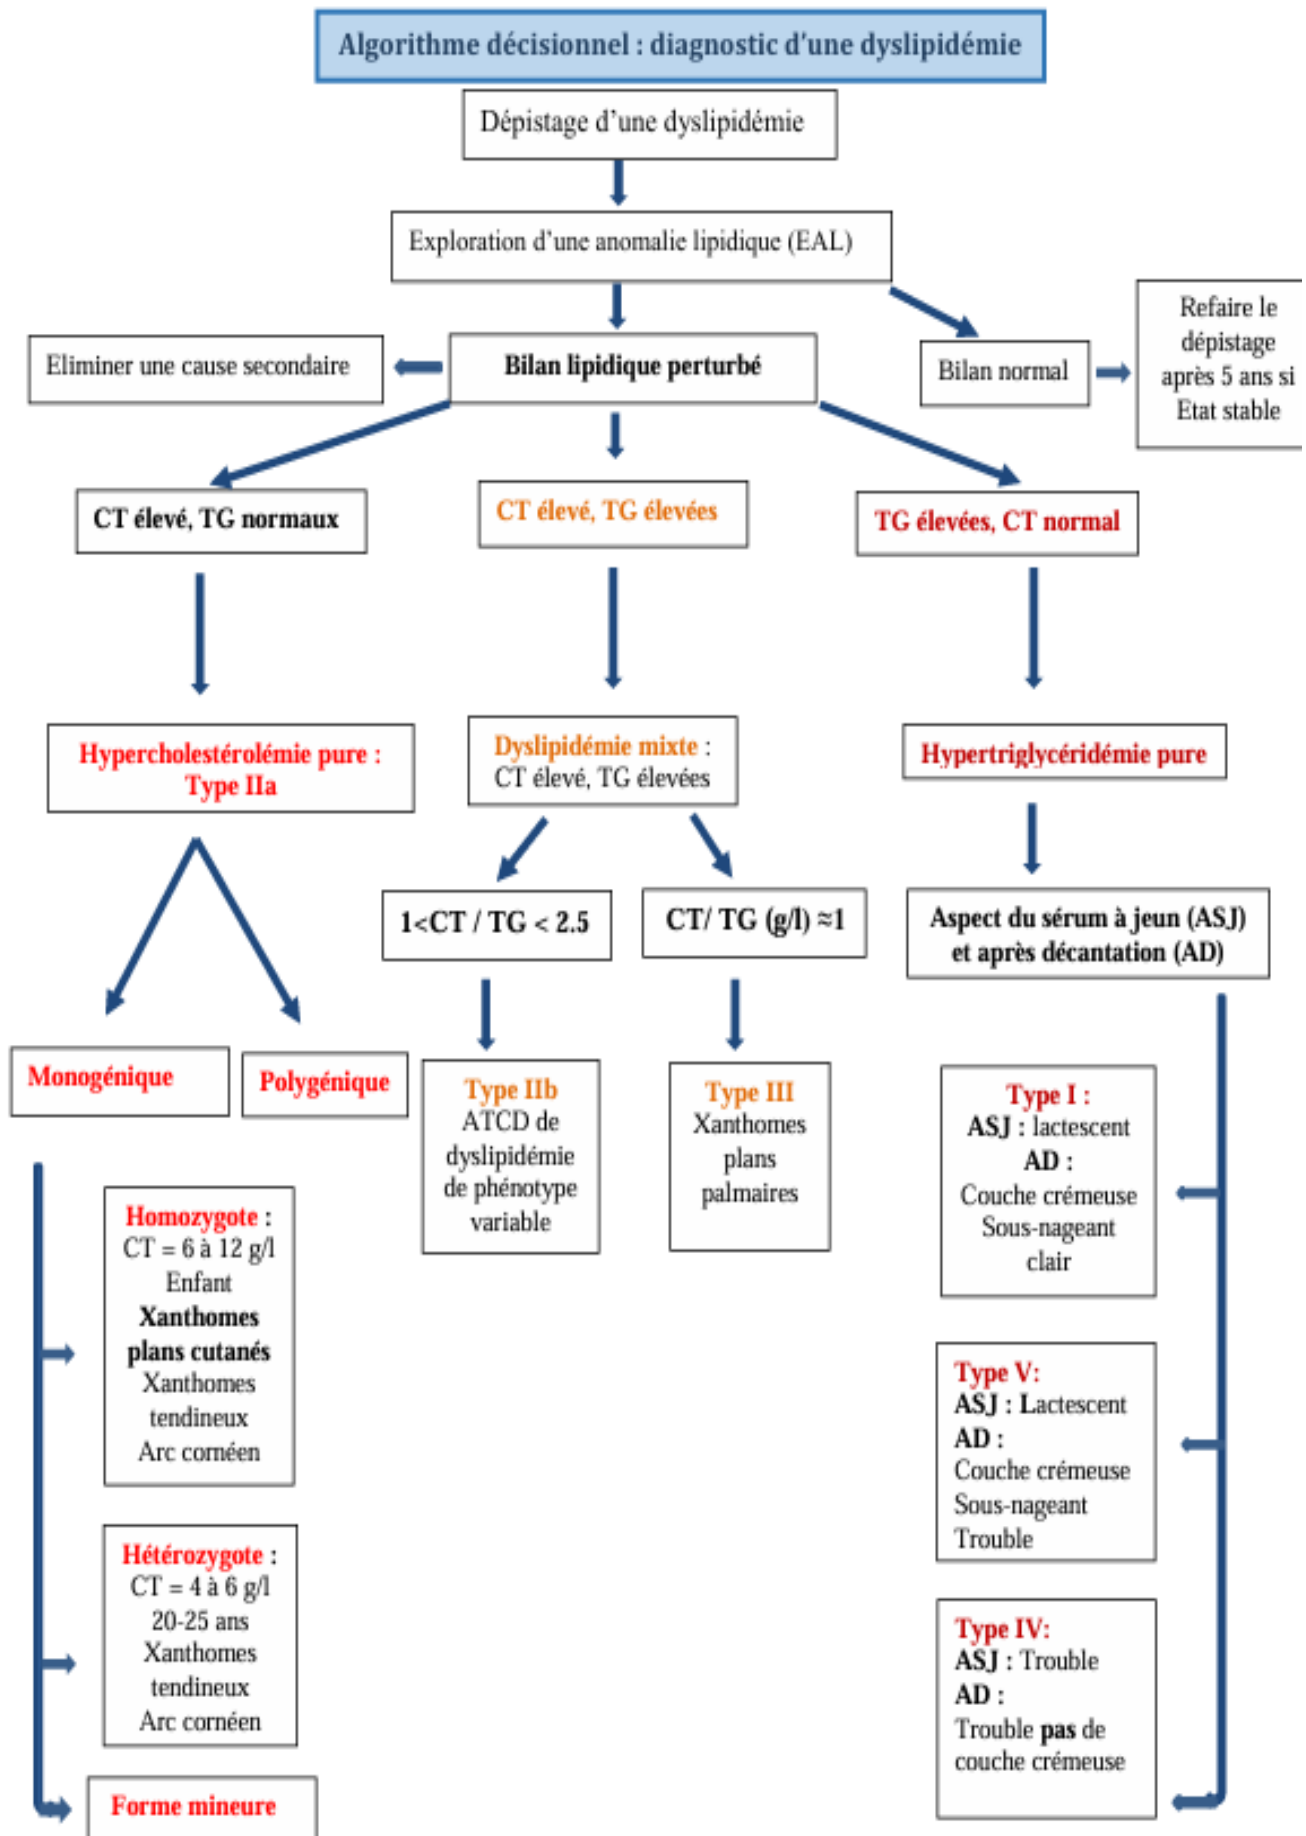 Algorithme décisionnel : diagnostic d'une dyslipidémie
Dépistage d'une dyslipidémie
Exploration d'une anomalie lipidique (EAL)
Refaire le
dépistage
après 5 ans si
Etat stable
Eliminer une cause secondaire
Bilan lipidique perturbé
Bilan normal
CT élevé, TG normaux
CT élevé, TG élevées
TG élevées, CT normal
Hypercholestérolémie pure :
Type IIa
Dyslipidémie mixte :
CT élevé, TG élevées
Hypertriglycéridémie pure
1<CT / TG < 2.5
CT/ TG (g/l) ≈1
Aspect du sérum à jeun (ASJ)
et après décantation (AD)
Monogénique
Polygénique
Type IIb
ATCD de
dyslipidémie
de phénotype
variable
Type III
Xanthomes
plans
palmaires
Type I :
ASJ : lactescent
AD :
Couche crémeuse
Sous-nageant
clair
Homozygote :
CT = 6 à 12 g/l
Enfant
Xanthomes
plans cutanés
Xanthomes
tendineux
Arc cornéen
Type V:
ASJ : Lactescent
AD :
Couche crémeuse
Sous-nageant
Trouble
Hétérozygote :
CT = 4 à 6 g/l
20-25 ans
Xanthomes
tendineux
Arc cornéen
Type IV:
ASJ : Trouble
AD :
Trouble pas de
couche crémeuse
Forme mineure